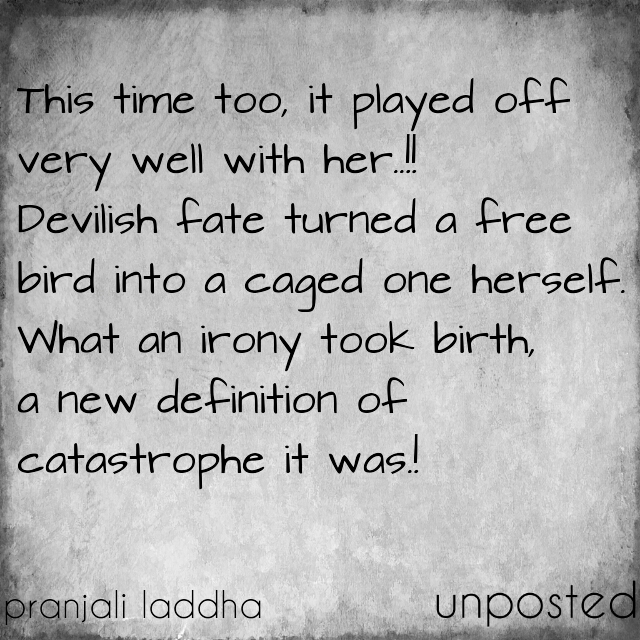 This time too, it played off
very well with her...!!
Devilish fate turned a free
bird into a caged one herself.
What an irony took birth,
a new definition of
catastrophe it was.!
pranjali laddha
unposted